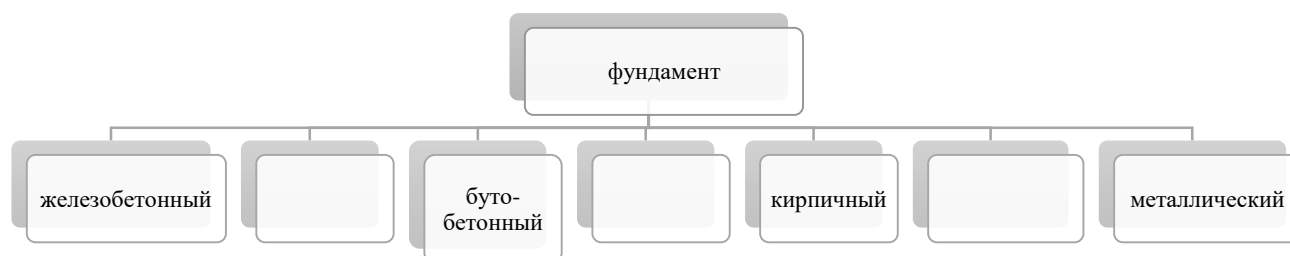 фундамент
железобетонный
буто-
бетонный
кирпичный
металлический